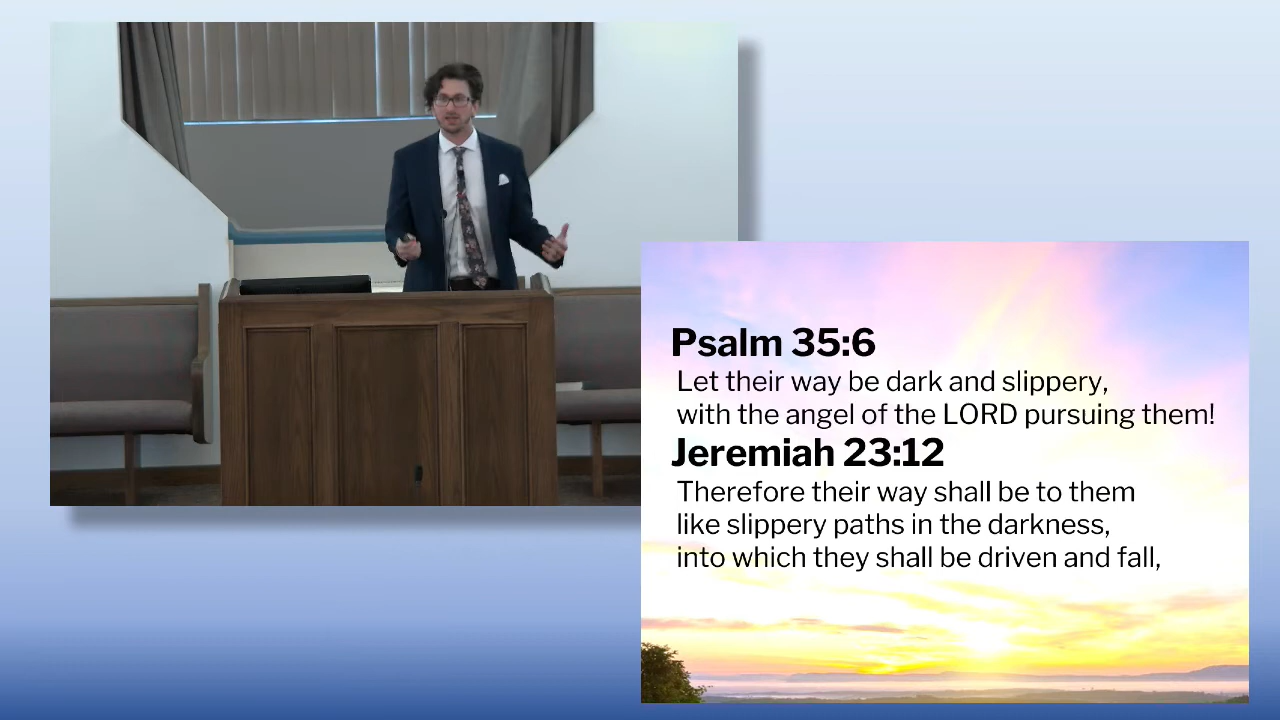 Psalm 35:6
Let their way be dark and slippery,
with the angel of the LORD pursuing them!
Jeremiah 23:12
Therefore their way shall be to them
like slippery paths in the darkness,
into which they shall be driven and fall,